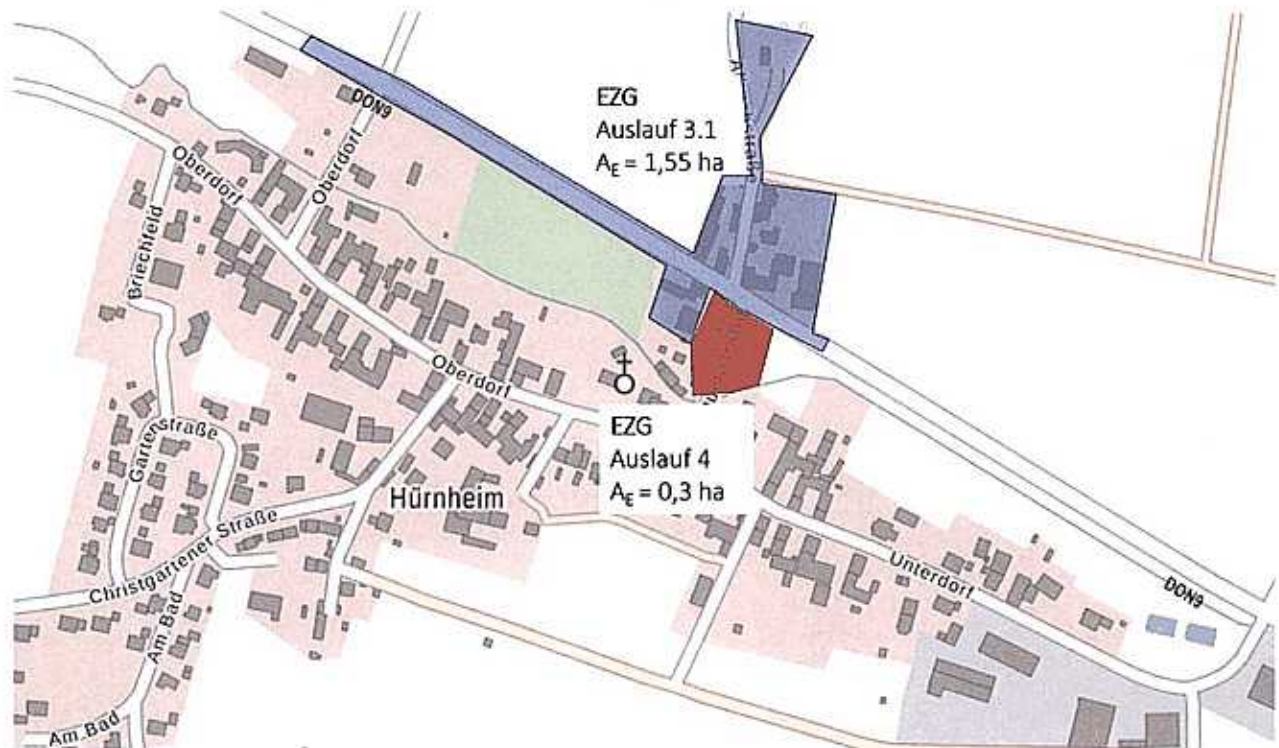 EZG
Auslauf 3.1
A_E = 1,55 ha
DON9
Oberdorf
Oberdorf
Briechfeld
Oberdorf
EZG
Auslauf 4
A_E = 0,3 ha
Gartenstraße
Hürnheim
Christgartener Straße
Unterdorf
DON9
Am Bad
Am Bad